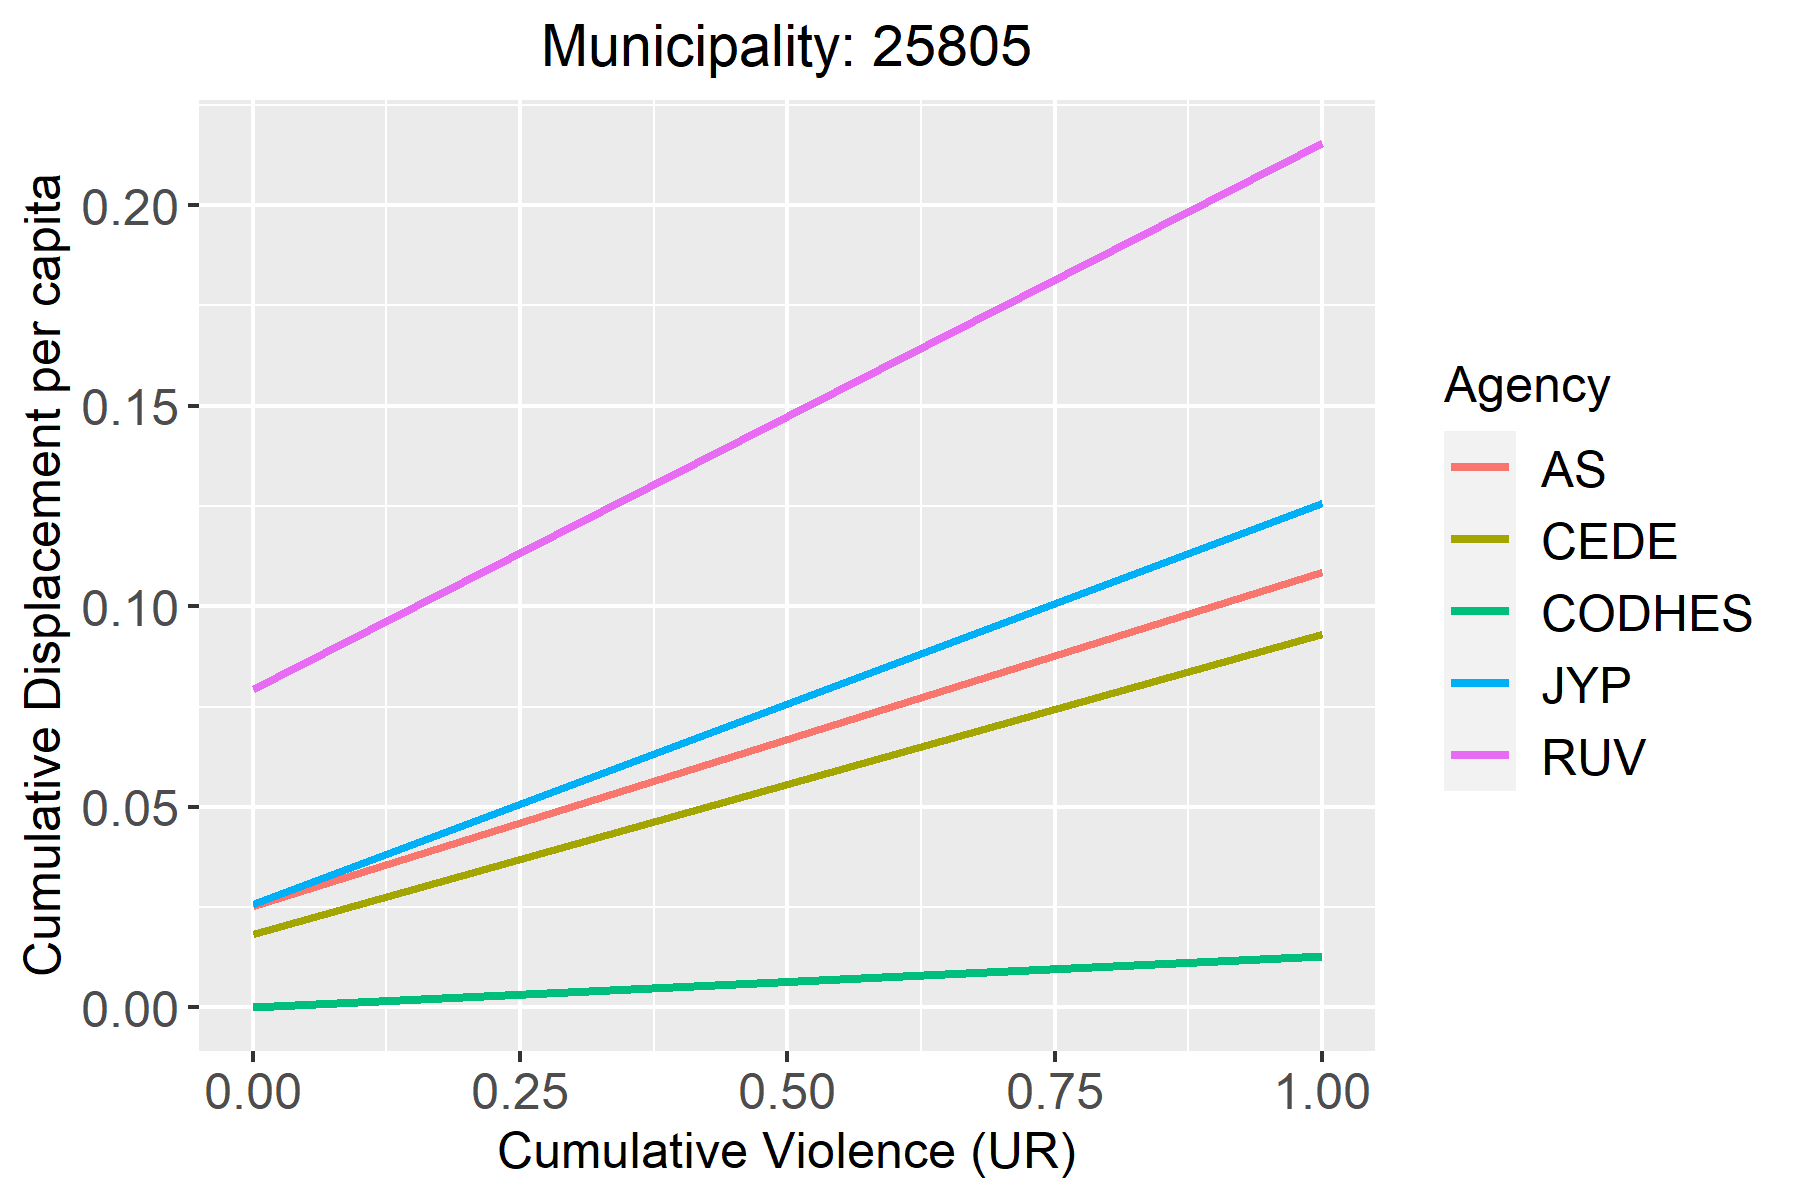 Municipality: 25805
Cumulative Displacement per capita
0.20
0.15
0.10
0.05
0.00
0.00 0.25 0.50 0.75 1.00
Cumulative Violence (UR)
Agency
AS
CEDE
CODHES
JYP
RUV